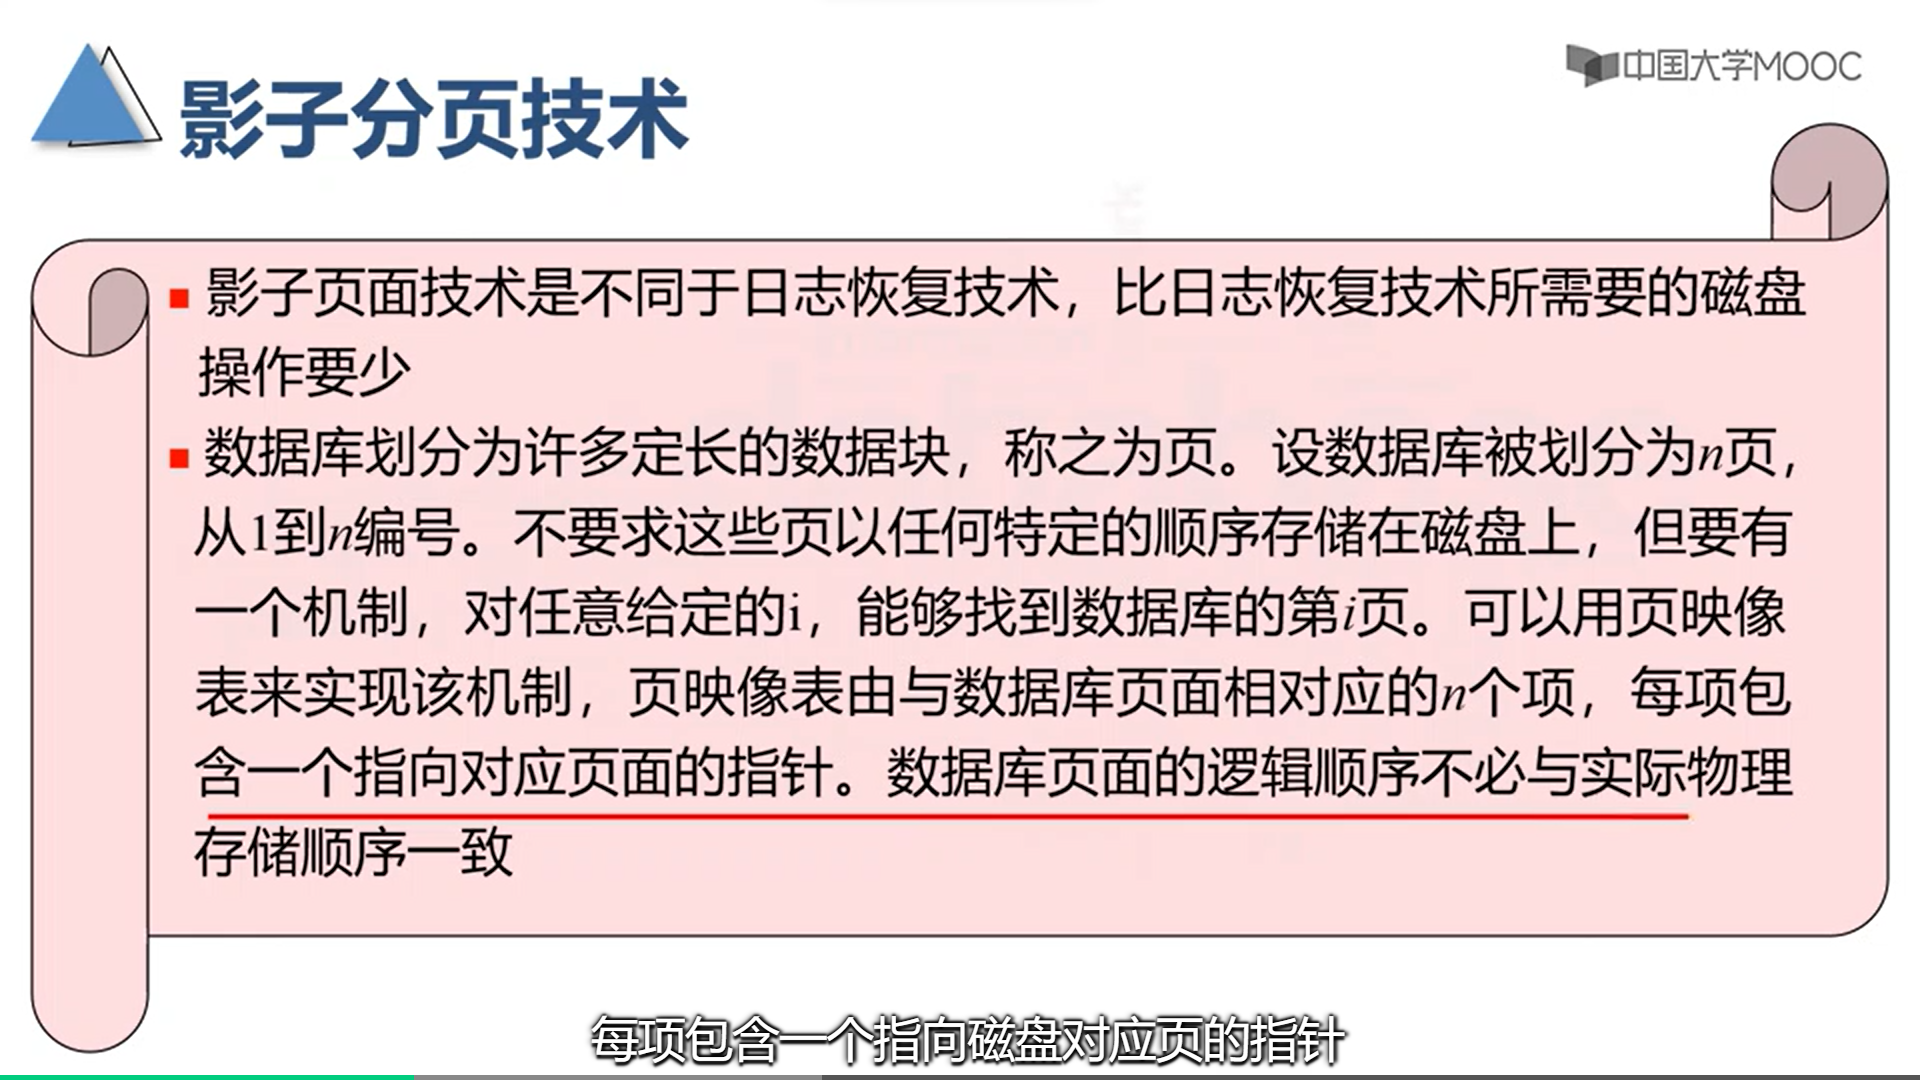 中国大学MOOC
影子分页技术
影子页面技术是不同于日志恢复技术，比日志恢复技术所需要的磁盘
操作要少
数据库划分为许多定长的数据块，称之为页。设数据库被划分为n页，
从1到n编号。不要求这些页以任何特定的顺序存储在磁盘上，但要有
一个机制，对任意给定的i，能够找到数据库的第i页。可以用页映像
表来实现该机制，页映像表由与数据库页面相对应的n个项，每项包
含一个指向对应页面的指针。数据库页面的逻辑顺序不必与实际物理
存储顺序一致
每项包含一个指向磁盘对应页的指针